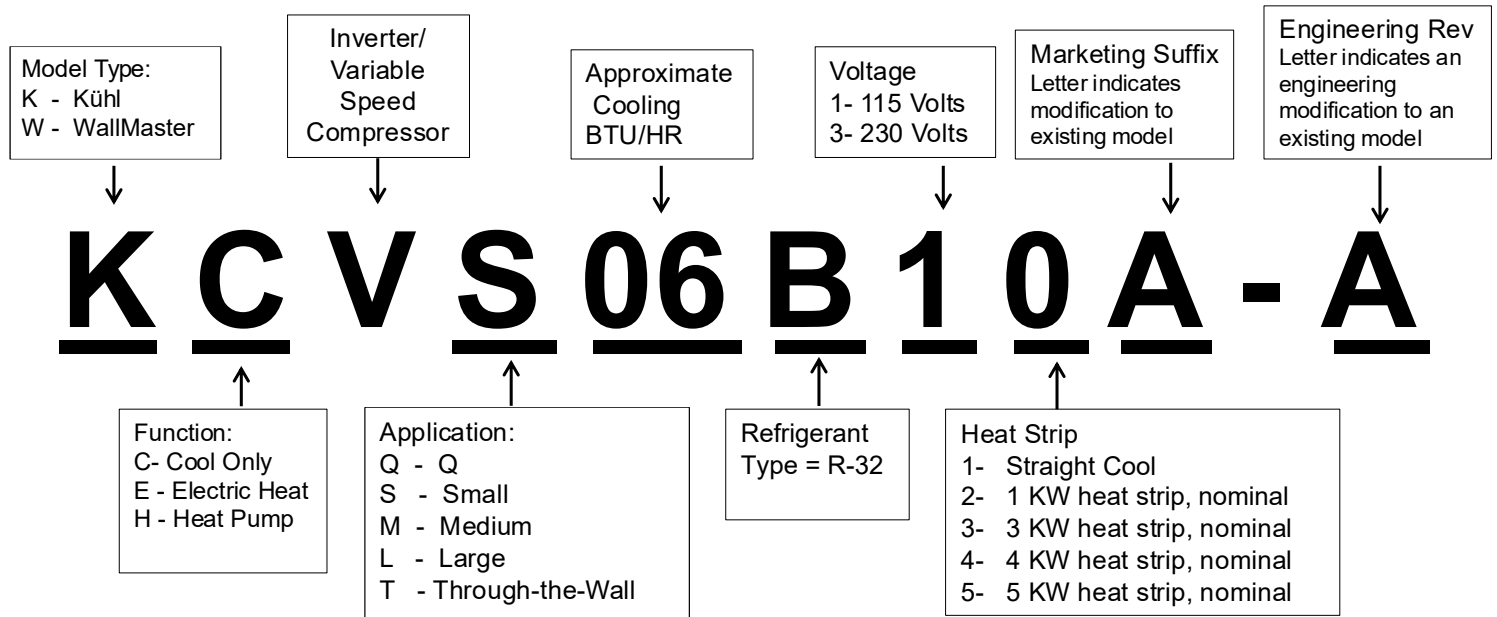 Model Type:
K - Kühl
W - WallMaster
Inverter/
Variable
Speed
Compressor
Approximate
Cooling
BTU/HR
Voltage
1- 115 Volts
3- 230 Volts
Marketing Suffix
Letter indicates
modification to
existing model
Engineering Rev
Letter indicates an
engineering
modification to an
existing model
K C V S 06 B 1 0 A - A
Function:
C- Cool Only
E - Electric Heat
H - Heat Pump
Application:
Q - Q
S - Small
M - Medium
L - Large
T - Through-the-Wall
Refrigerant
Type = R-32
Heat Strip
1- Straight Cool
2- 1 KW heat strip, nominal
3- 3 KW heat strip, nominal
4- 4 KW heat strip, nominal
5- 5 KW heat strip, nominal